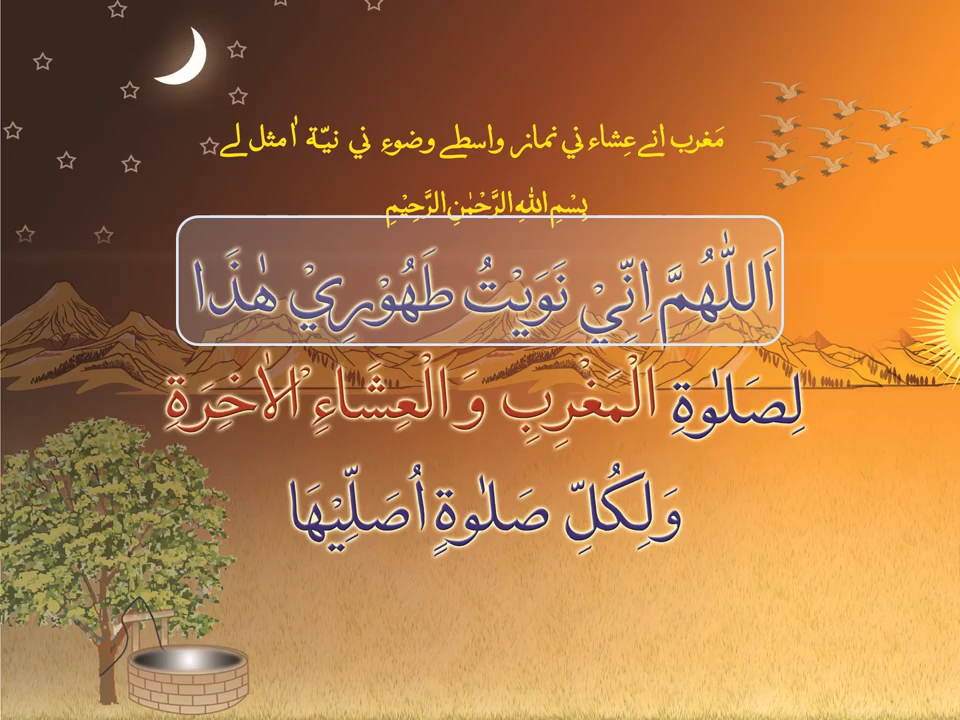 مَغرب انے عِشاء ني نماز واسطے وضوءِ ني نيّة اٰمثل لے
بِسْمِ اللهِ الرَّحْمٰنِ الرَّحِيْمِ
اَللّٰهُمَّ اِنِّيْ نَوَيْتُ طَهُوْرِيْ هٰذَا
لِصَلٰوةِ الْمَغْرِبِ وَالْعِشَاءِ الْاٰخِرَةِ
وَلِكُلِّ صَلٰوةٍ اُصَلِّيْهَا